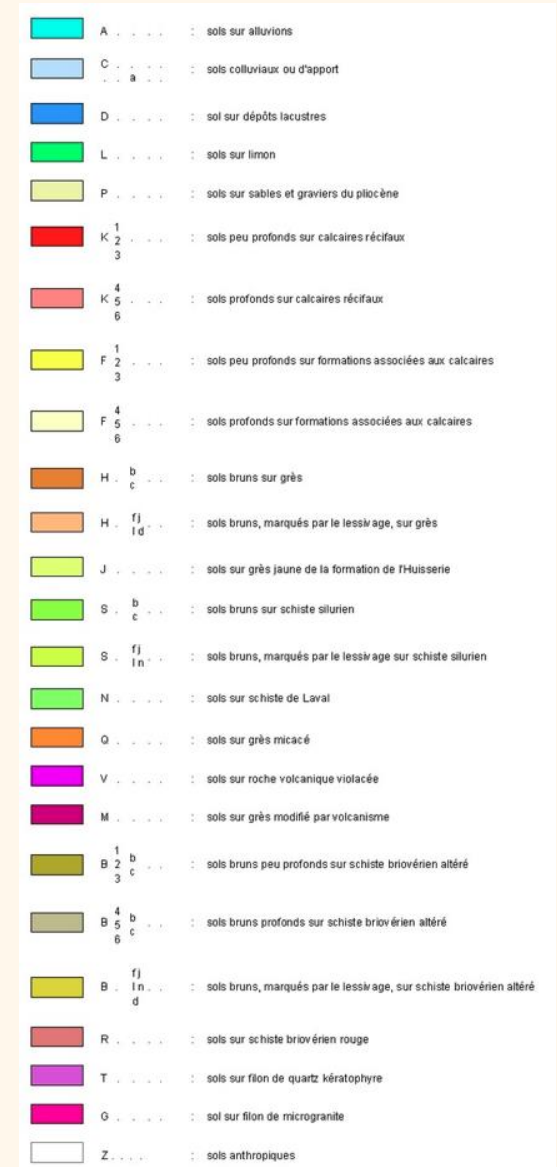 A . . . . : sols sur alluvions
C . . . .
. . a . . : sols colluviaux ou d'apport
D . . . . : sol sur dépôts lacustres
L . . . . : sols sur limon
P . . . . : sols sur sables et graviers du pliocène
1
K 2 . . . : sols peu profonds sur calcaires récifaux
3
4
K 5 . . . : sols profonds sur calcaires récifaux
6
1
F 2 . . . : sols peu profonds sur formations associées aux calcaires
3
4
F 5 . . . : sols profonds sur formations associées aux calcaires
6
b
H . c . . : sols bruns sur grès
fj
H . ld . . : sols bruns, marqués par le lessivage, sur grès
J . . . . : sols sur grès jaune de la formation de l'Huisserie
b
S . c . . : sols bruns sur schiste silurien
fj
S . ln . . : sols bruns, marqués par le lessivage sur schiste silurien
N . . . . : sols sur schiste de Laval
Q . . . . : sols sur grès micacé
V . . . . : sols sur roche volcanique violacée
M . . . . : sols sur grès modifié par volcanisme
1 b
B 2 c . . : sols bruns peu profonds sur schiste briovérien altéré
3
4 b
B 5 c . . : sols bruns profonds sur schiste briovérien altéré
6
fj
B . ln . . : sols bruns, marqués par le lessivage, sur schiste briovérien altéré
d
R . . . . : sols sur schiste briovérien rouge
T . . . . : sols sur filon de quartz kératophyre
G . . . . : sol sur filon de microgranite
Z . . . . : sols anthropiques